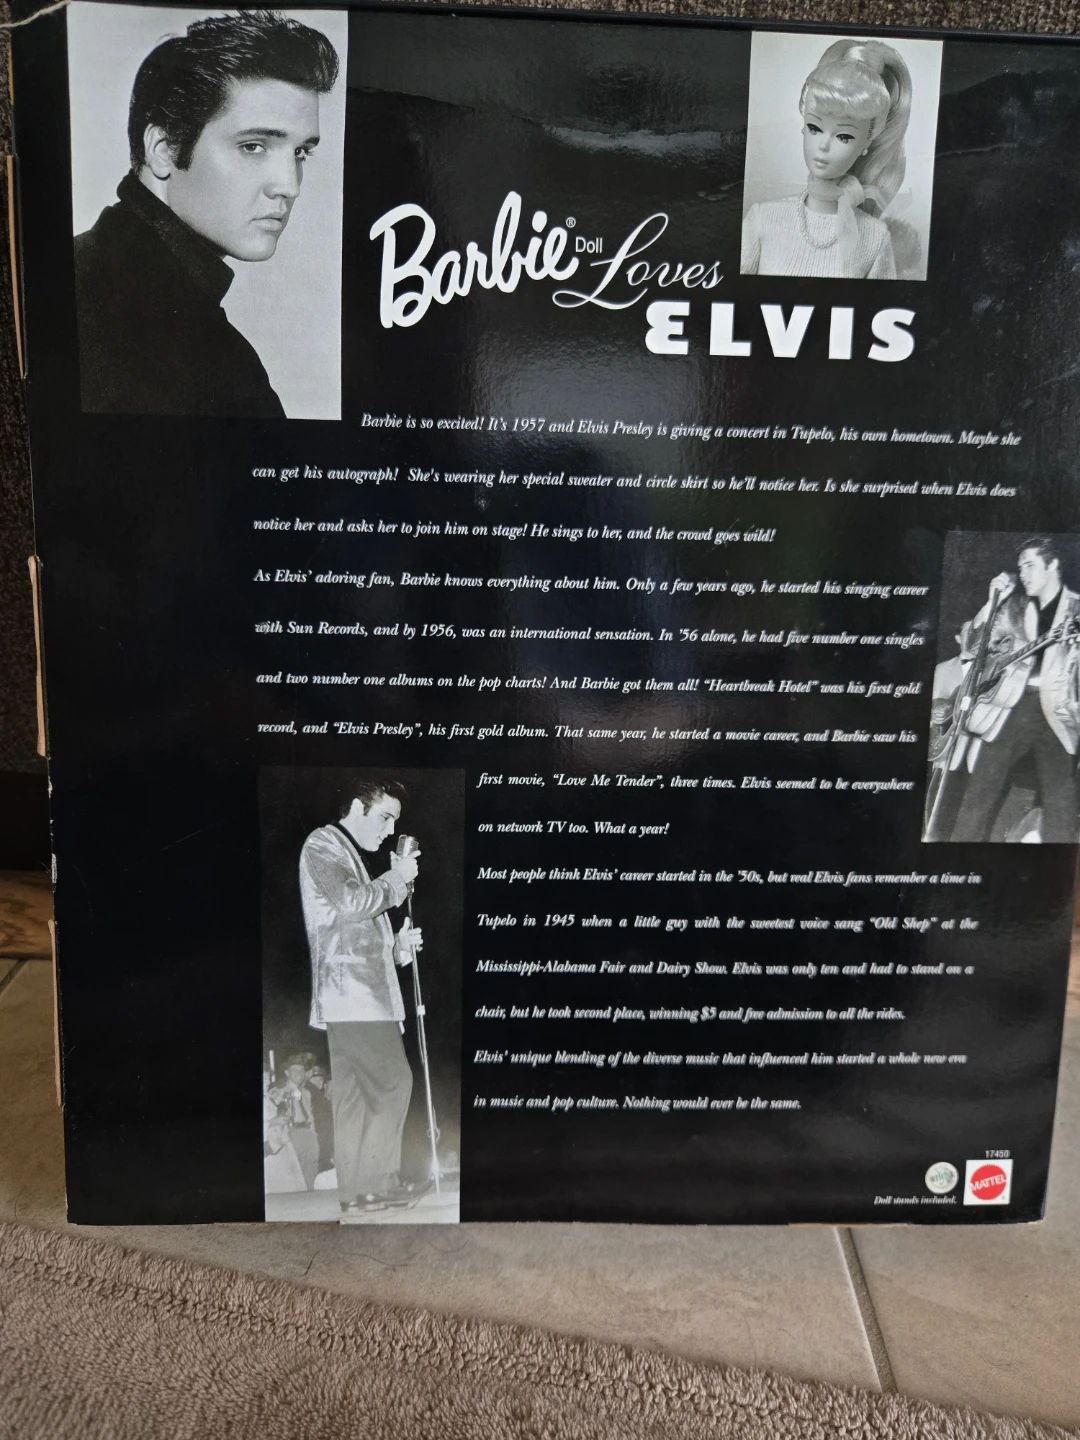 Barbie® Doll Loves
ELVIS
Barbie is so excited! It's 1957 and Elvis Presley is giving a concert in Tupelo, his own hometown. Maybe she
can get his autograph! She's wearing her special sweater and circle skirt so he'll notice her. Is she surprised when Elvis does
notice her and asks her to join him on stage! He sings to her, and the crowd goes wild!
As Elvis' adoring fan, Barbie knows everything about him. Only a few years ago, he started his singing career
with Sun Records, and by 1956, was an international sensation. In '56 alone, he had five number one singles
and two number one albums on the pop charts! And Barbie got them all! “Heartbreak Hotel” was his first gold
record, and “Elvis Presley”, his first gold album. That same year, he started a movie career, and Barbie saw his
first movie, “Love Me Tender”, three times. Elvis seemed to be everywhere
on network TV too. What a year!
Most people think Elvis' career started in the '50s, but real Elvis fans remember a time in
Tupelo in 1945 when a little guy with the sweetest voice sang “Old Shep” at the
Mississippi-Alabama Fair and Dairy Show. Elvis was only ten and had to stand on a
chair, but he took second place, winning $5 and free admission to all the rides.
Elvis' unique blending of the diverse music that influenced him started a whole new era
in music and pop culture. Nothing would ever be the same.
17450
Doll stands included.
MATTEL